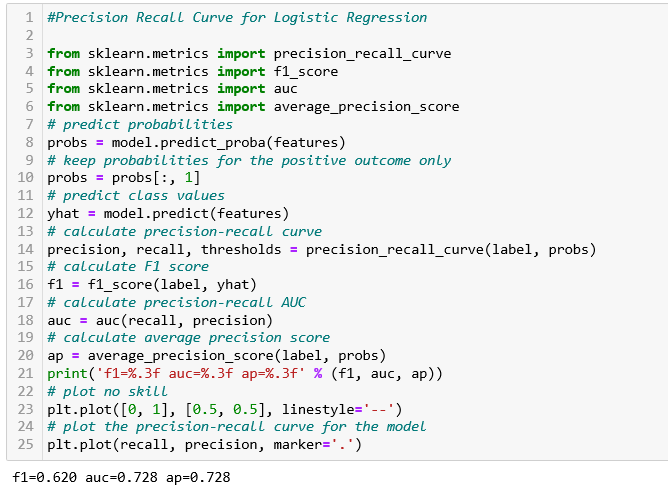 1 #Precision Recall Curve for Logistic Regression
2
3 from sklearn.metrics import precision_recall_curve
4 from sklearn.metrics import f1_score
5 from sklearn.metrics import auc
6 from sklearn.metrics import average_precision_score
7 # predict probabilities
8 probs = model.predict_proba(features)
9 # keep probabilities for the positive outcome only
10 probs = probs[:, 1]
11 # predict class values
12 yhat = model.predict(features)
13 # calculate precision-recall curve
14 precision, recall, thresholds = precision_recall_curve(label, probs)
15 # calculate F1 score
16 f1 = f1_score(label, yhat)
17 # calculate precision-recall AUC
18 auc = auc(recall, precision)
19 # calculate average precision score
20 ap = average_precision_score(label, probs)
21 print('f1=%.3f auc=%.3f ap=%.3f' % (f1, auc, ap))
22 # plot no skill
23 plt.plot([0, 1], [0.5, 0.5], linestyle='--')
24 # plot the precision-recall curve for the model
25 plt.plot(recall, precision, marker='.')
f1=0.620 auc=0.728 ap=0.728